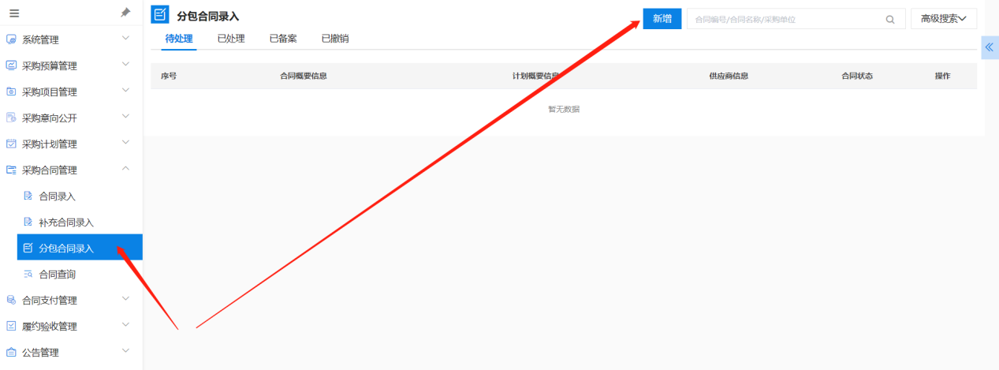 分包合同录入
新增
合同编号/合同名称/采购单位
高级搜索
待处理
已处理
已备案
已撤销
序号
合同概要信息
计划概要信息
供应商信息
合同状态
操作
暂无数据
系统管理
采购预算管理
采购项目管理
采购意向公开
采购计划管理
采购合同管理
合同录入
补充合同录入
分包合同录入
合同查询
合同支付管理
履约验收管理
公告管理